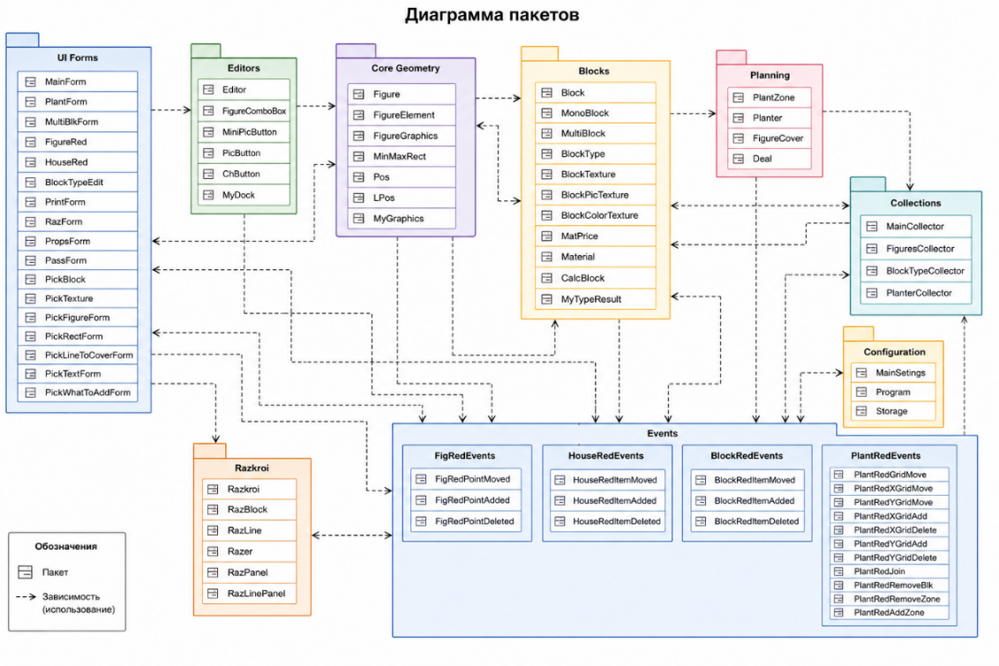 Диаграмма пакетов
UI Forms
MainForm
PlantForm
MultiBlkForm
FigureRed
HouseRed
BlockTypeEdit
PrintForm
RazForm
PropsForm
PassForm
PickBlock
PickTexture
PickFigureForm
PickRectForm
PickLineToCoverForm
PickTextForm
PickWhatToAddForm
Editors
Editor
FigureComboBox
MiniPicButton
PicButton
ChButton
MyDock
Core Geometry
Figure
FigureElement
FigureGraphics
MinMaxRect
Pos
LPos
MyGraphics
Blocks
Block
MonoBlock
MultiBlock
BlockType
BlockTexture
BlockPicTexture
BlockColorTexture
MatPrice
Material
CalcBlock
MyTypeResult
Planning
PlantZone
Planter
FigureCover
Deal
Collections
MainCollector
FiguresCollector
BlockTypeCollector
PlanterCollector
Configuration
MainSetings
Program
Storage
Razkroi
Razkroi
RazBlock
RazLine
Razer
RazPanel
RazLinePanel
Events
FigRedEvents
FigRedPointMoved
FigRedPointAdded
FigRedPointDeleted
HouseRedEvents
HouseRedItemMoved
HouseRedItemAdded
HouseRedItemDeleted
BlockRedEvents
BlockRedItemMoved
BlockRedItemAdded
BlockRedItemDeleted
PlantRedEvents
PlantRedGridMove
PlantRedXGridMove
PlantRedYGridMove
PlantRedXGridAdd
PlantRedXGridDelete
PlantRedYGridAdd
PlantRedYGridDelete
PlantRedJoin
PlantRedRemoveBlk
PlantRedRemoveZone
PlantRedAddZone
Обозначения
Пакет
Зависимость
(использование)